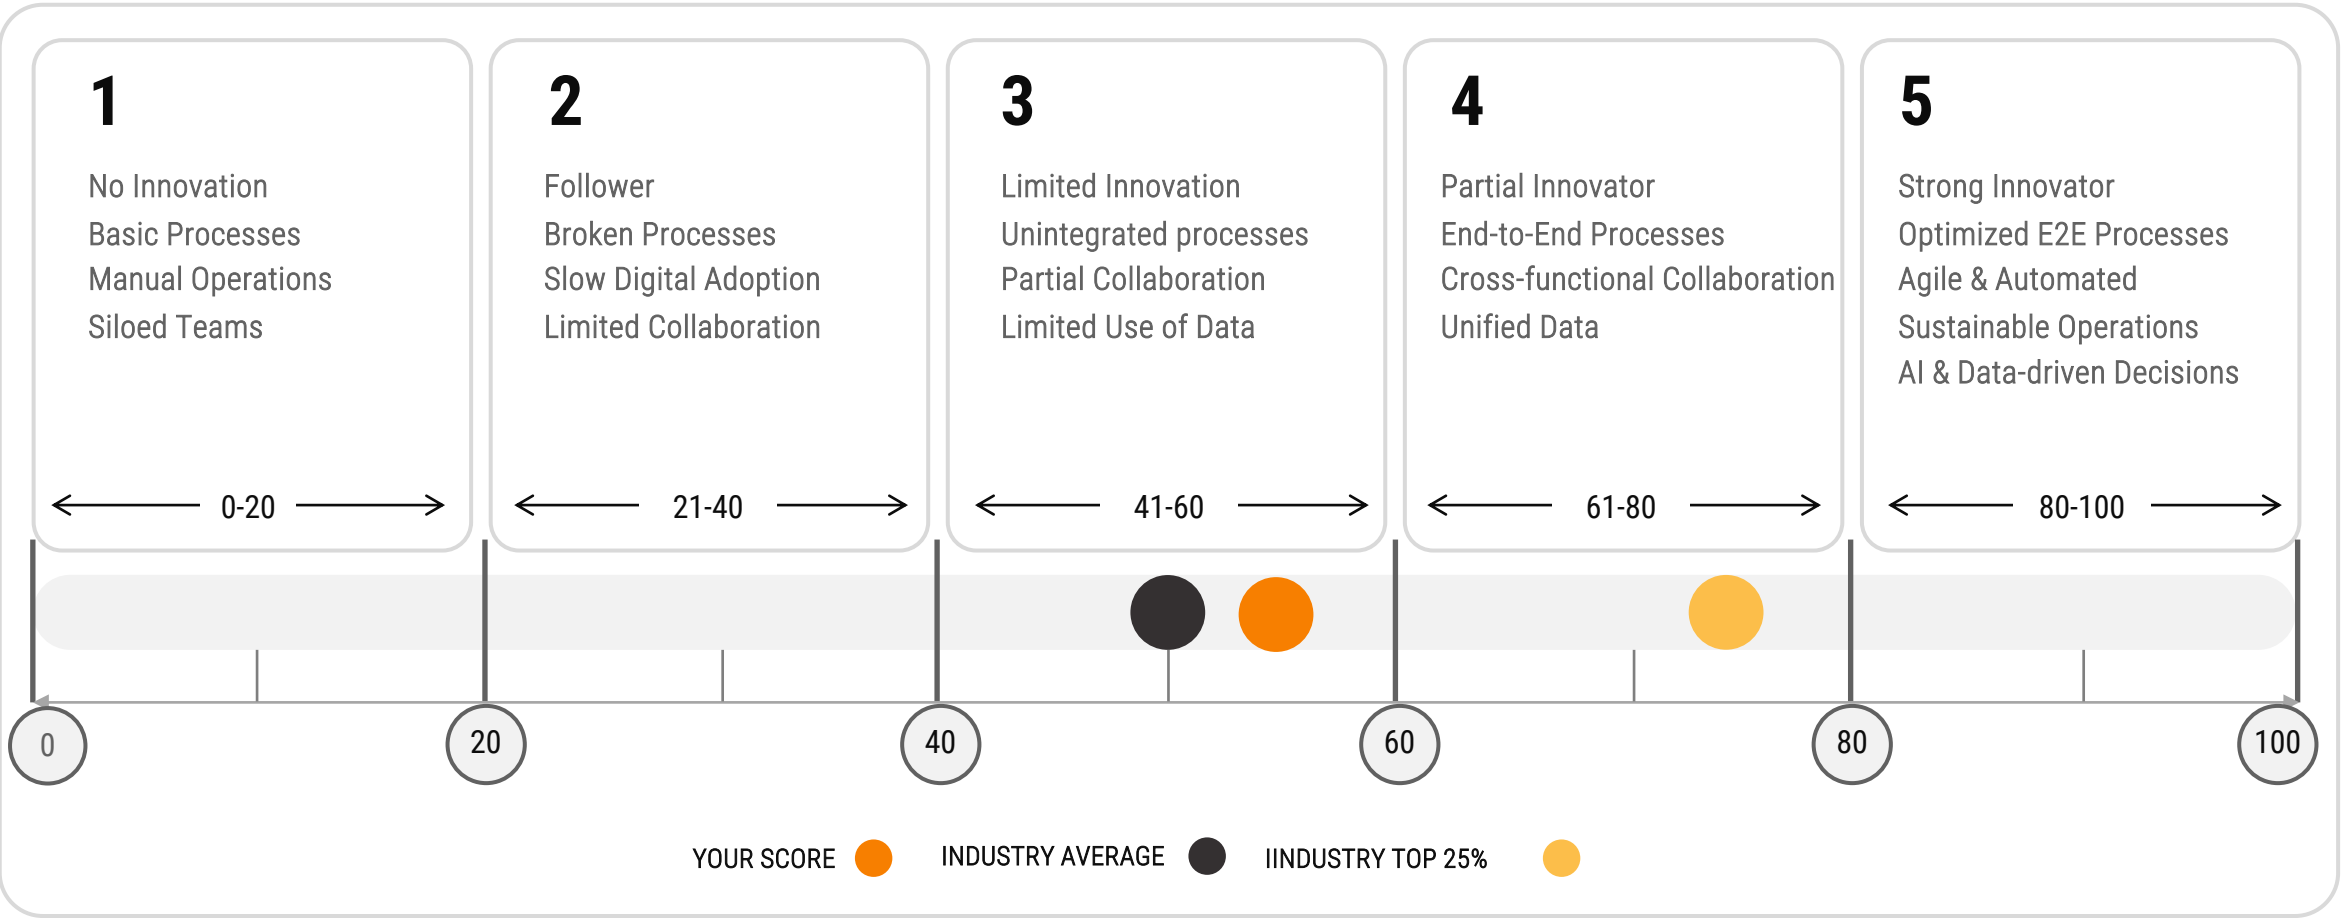 1
No Innovation
Basic Processes
Manual Operations
Siloed Teams
0-20
2
Follower
Broken Processes
Slow Digital Adoption
Limited Collaboration
21-40
3
Limited Innovation
Unintegrated processes
Partial Collaboration
Limited Use of Data
41-60
4
Partial Innovator
End-to-End Processes
Cross-functional Collaboration
Unified Data
61-80
5
Strong Innovator
Optimized E2E Processes
Agile & Automated
Sustainable Operations
AI & Data-driven Decisions
80-100
0
20
40
60
80
100
YOUR SCORE
INDUSTRY AVERAGE
IINDUSTRY TOP 25%